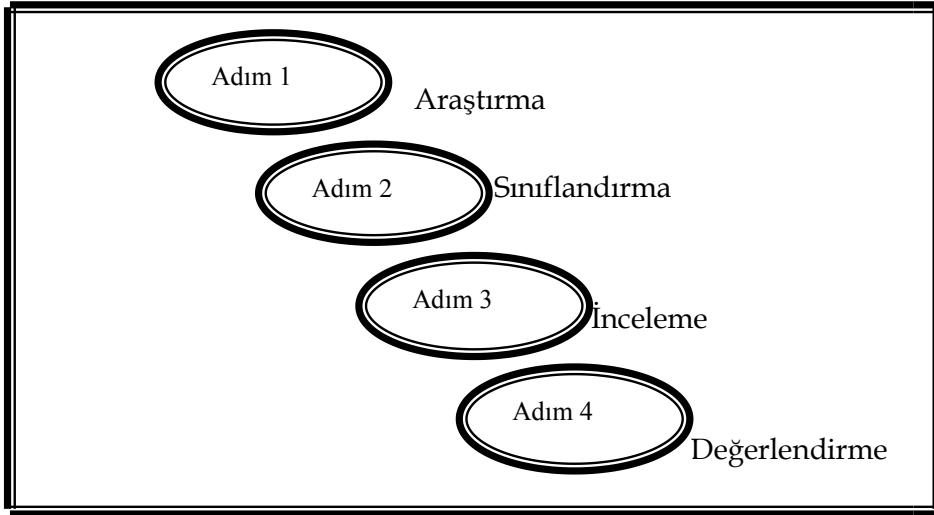 Adım 1
Araştırma
Adım 2
Sınıflandırma
Adım 3
İnceleme
Adım 4
Değerlendirme